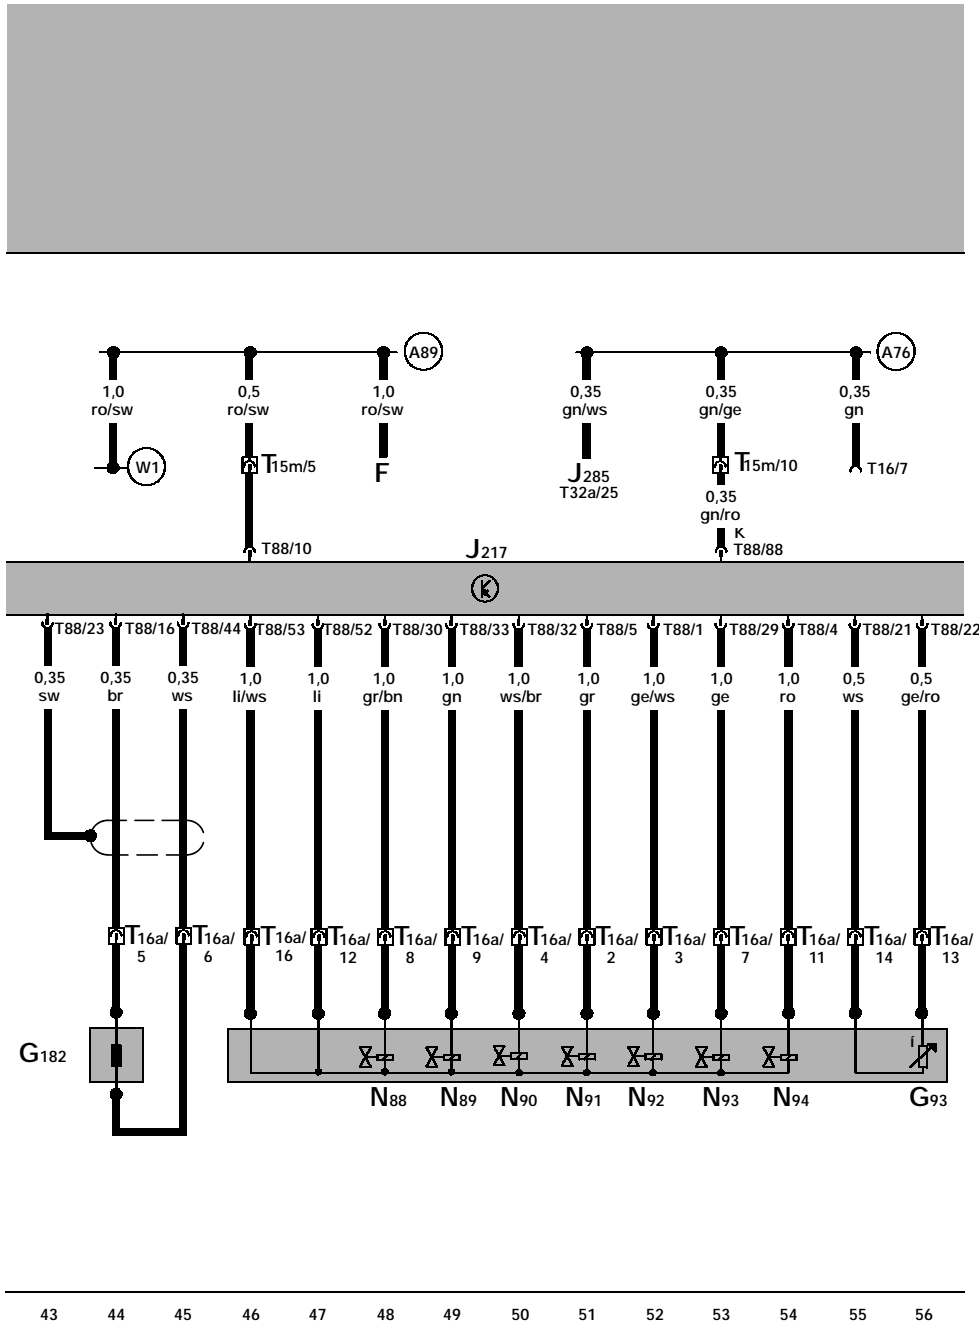 A89 A76
1,0 0,5 1,0 0,35 0,35 0,35
ro/sw ro/sw ro/sw gn/ws gn/ge gn
W1 T15m/5 F J285 T15m/10 T16/7
T32a/25
0,35
gn/ro
K
T88/10 J217 T88/88
T88/23 T88/16 T88/44 T88/53 T88/52 T88/30 T88/33 T88/32 T88/5 T88/1 T88/29 T88/4 T88/21 T88/22
0,35 0,35 0,35 1,0 1,0 1,0 1,0 1,0 1,0 1,0 1,0 1,0 0,5 0,5
sw br ws li/ws li gr/bn gn ws/br gr ge/ws ge ro ws ge/ro
T16a/ T16a/ T16a/ T16a/ T16a/ T16a/ T16a/ T16a/ T16a/ T16a/ T16a/ T16a/ T16a/
5 6 16 12 8 9 4 2 3 7 11 14 13
G182
í
N88 N89 N90 N91 N92 N93 N94 G93
43 44 45 46 47 48 49 50 51 52 53 54 55 56